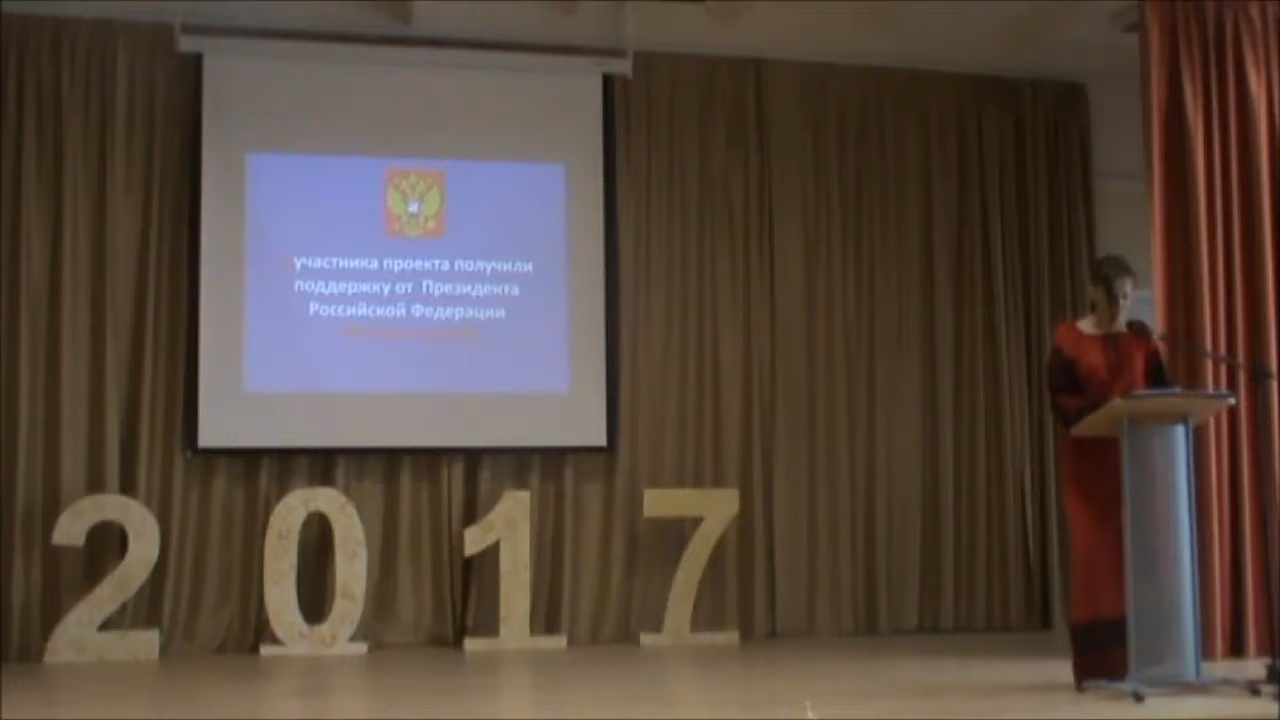 участника проекта получили
поддержку от Президента
Российской Федерации
2017